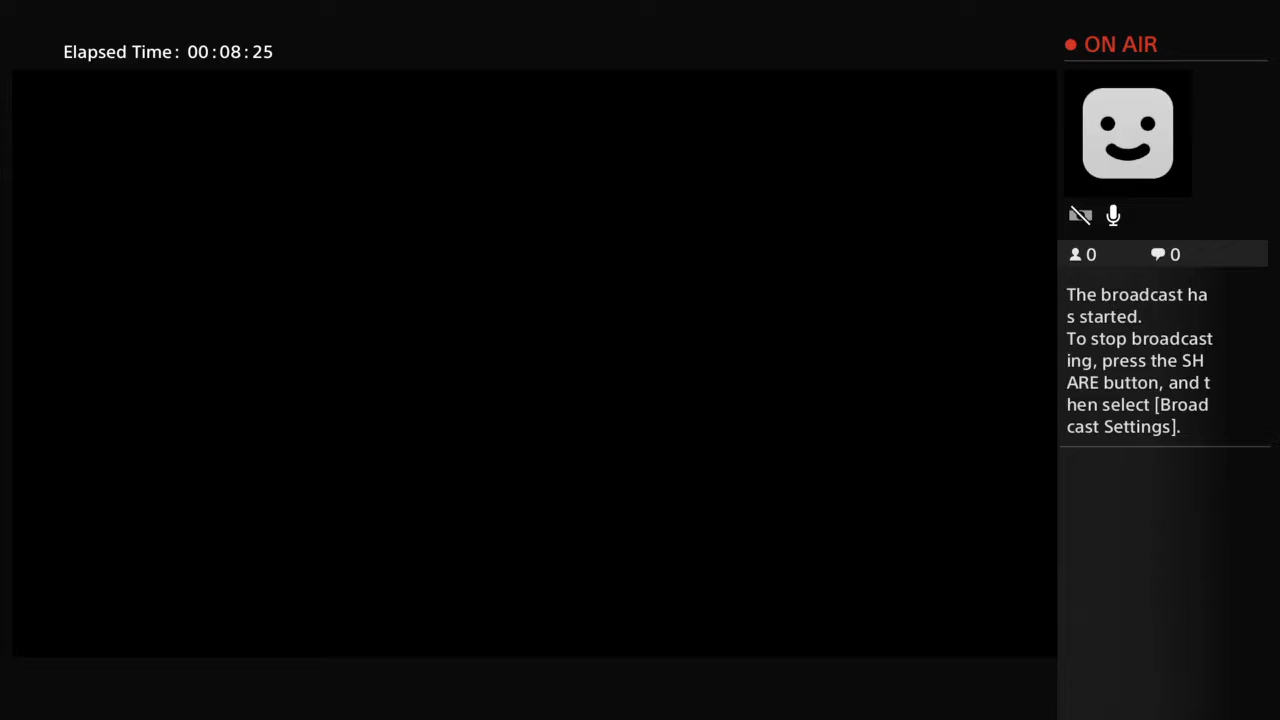 Elapsed Time: 00:08:25
ON AIR
0 0
The broadcast ha
s started.
To stop broadcast
ing, press the SH
ARE button, and t
hen select [Broad
cast Settings].